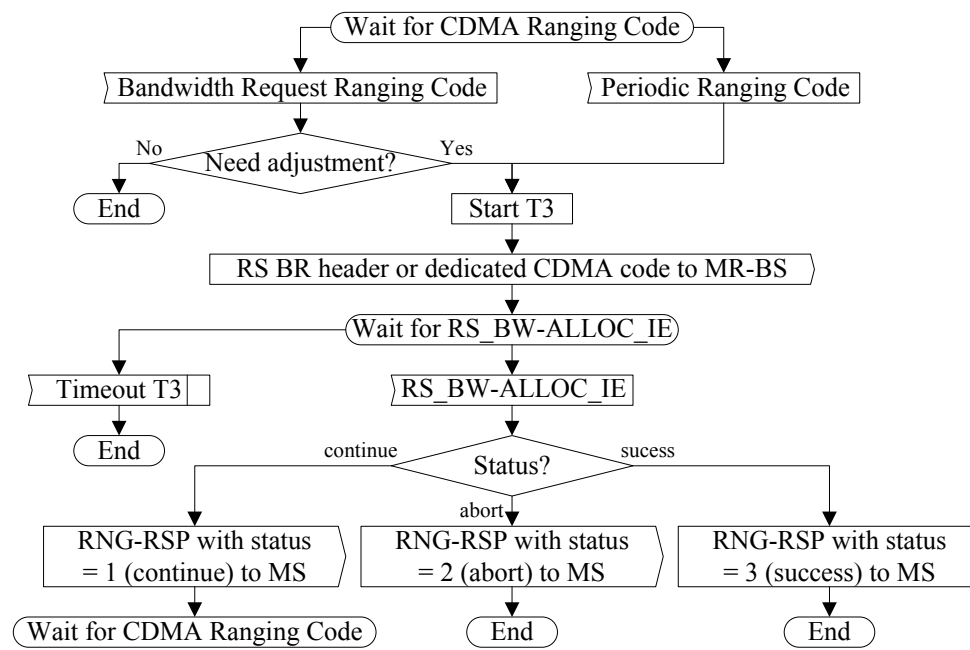 Wait for CDMA Ranging Code
Bandwidth Request Ranging Code
Periodic Ranging Code
No
Need adjustment?
Yes
End
Start T3
RS BR header or dedicated CDMA code to MR-BS
Wait for RS_BW-ALLOC_IE
Timeout T3
RS_BW-ALLOC_IE
End
continue
Status?
sucess
abort
RNG-RSP with status
= 1 (continue) to MS
RNG-RSP with status
= 2 (abort) to MS
RNG-RSP with status
= 3 (success) to MS
Wait for CDMA Ranging Code
End
End